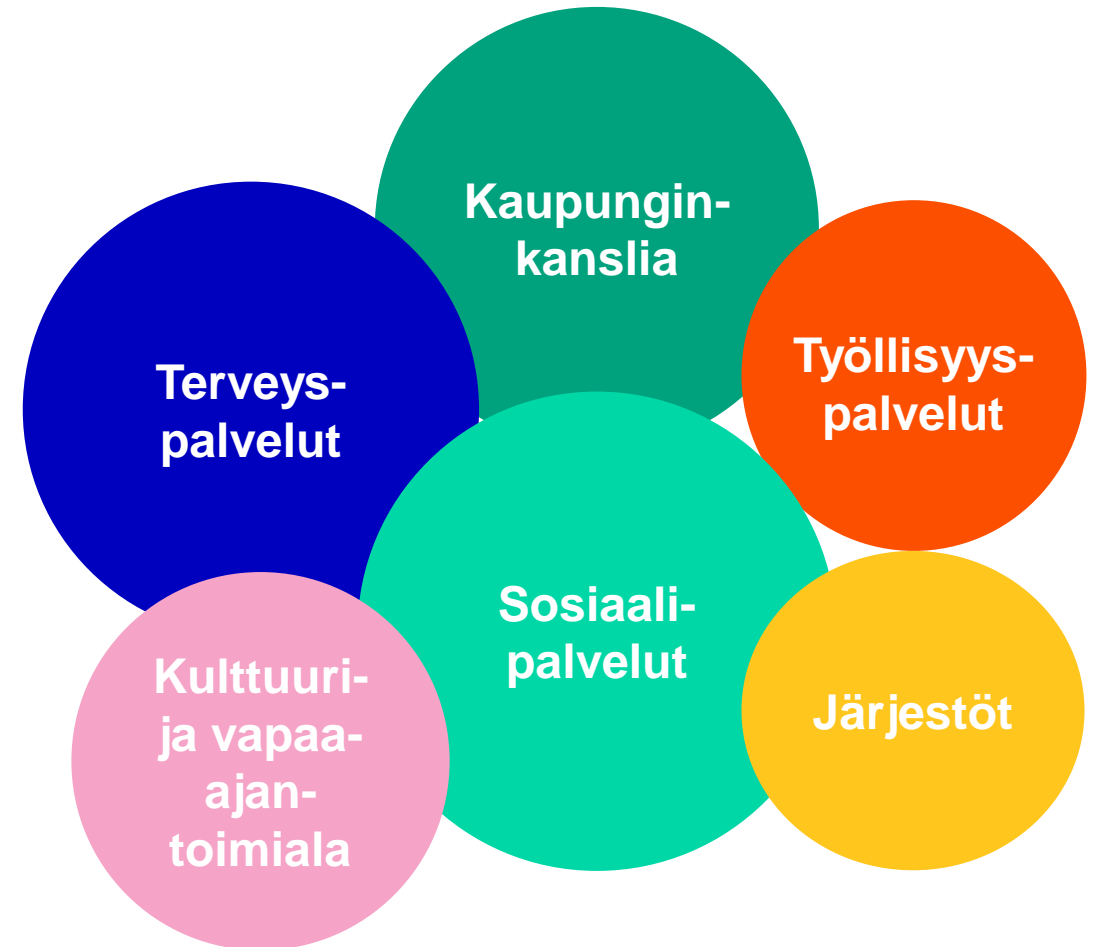 Kaupungin-
kanslia
Terveys-
palvelut
Työllisyys-
palvelut
Sosiaali-
palvelut
Kulttuuri-
ja vapaa-
ajan-
toimiala
Järjestöt